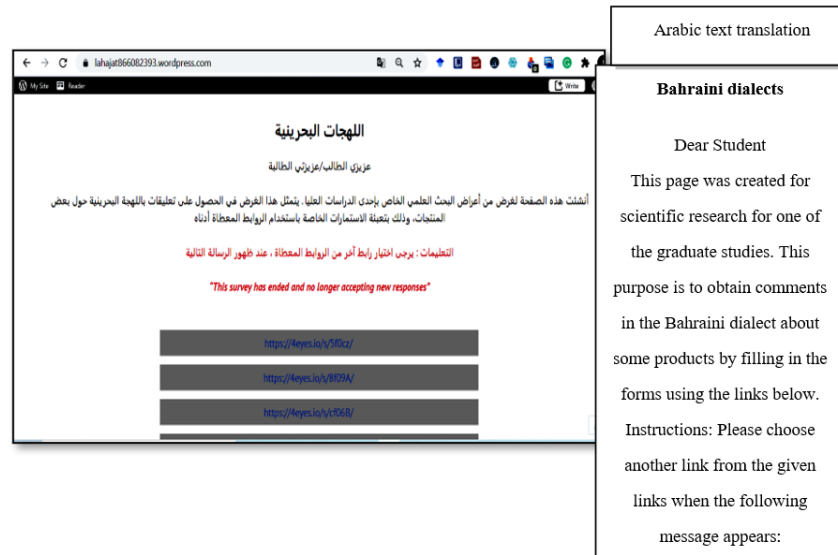 Arabic text translation
lahajat866082393.wordpress.com
My Site Reader Write
اللهجات البحرينية
عزيزي الطالب/عزيزتي الطالبة
أنشئت هذه الصفحة لغرض من أغراض البحث العلمي الخاص بإحدى الدراسات العليا. يتمثل هذا الغرض في الحصول على تعليقات باللهجة البحرينية حول بعض
المنتجات، وذلك بتعبئة الاستمارات الخاصة باستخدام الروابط المعطاة أدناه
التعليمات : يرجى اختيار رابط آخر من الروابط المعطاة ، عند ظهور الرسالة التالية
"This survey has ended and no longer accepting new responses"
https://4eyes.io/s/5f0cz/
https://4eyes.io/s/8f09A/
https://4eyes.io/s/cf06B/
Bahraini dialects
Dear Student
This page was created for
scientific research for one of
the graduate studies. This
purpose is to obtain comments
in the Bahraini dialect about
some products by filling in the
forms using the links below.
Instructions: Please choose
another link from the given
links when the following
message appears: